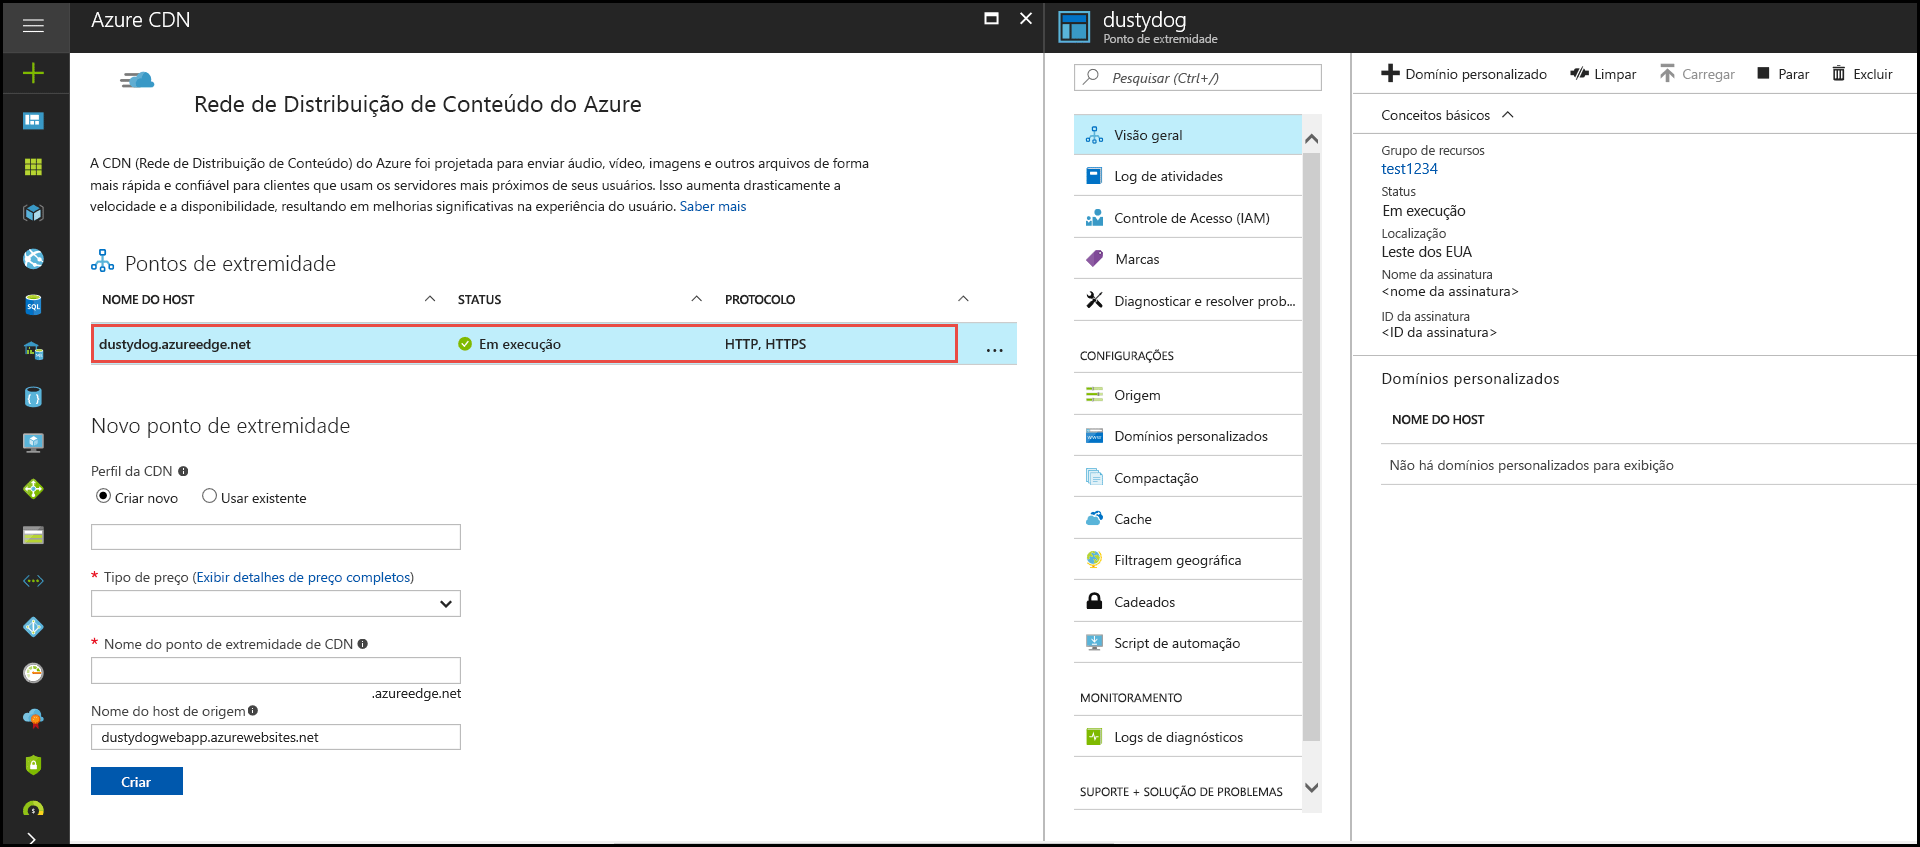 Azure CDN
Rede de Distribuição de Conteúdo do Azure
A CDN (Rede de Distribuição de Conteúdo) do Azure foi projetada para enviar áudio, vídeo, imagens e outros arquivos de forma
mais rápida e confiável para clientes que usam os servidores mais próximos de seus usuários. Isso aumenta drasticamente a
velocidade e a disponibilidade, resultando em melhorias significativas na experiência do usuário. Saber mais
Pontos de extremidade
NOME DO HOST STATUS PROTOCOLO
dustydog.azureedge.net Em execução HTTP, HTTPS ...
Novo ponto de extremidade
Perfil da CDN
Criar novo Usar existente
* Tipo de preço (Exibir detalhes de preço completos)
* Nome do ponto de extremidade de CDN
.azureedge.net
Nome do host de origem
dustydogwebapp.azurewebsites.net
Criar
SQL
dustydog
Ponto de extremidade
Pesquisar (Ctrl+/)
Visão geral
Log de atividades
Controle de Acesso (IAM)
Marcas
Diagnosticar e resolver prob...
CONFIGURAÇÕES
Origem
Domínios personalizados
Compactação
Cache
Filtragem geográfica
Cadeados
Script de automação
MONITORAMENTO
Logs de diagnósticos
SUPORTE + SOLUÇÃO DE PROBLEMAS
Domínio personalizado Limpar Carregar Parar Excluir
Conceitos básicos
Grupo de recursos
test1234
Status
Em execução
Localização
Leste dos EUA
Nome da assinatura
<nome da assinatura>
ID da assinatura
<ID da assinatura>
Domínios personalizados
NOME DO HOST
Não há domínios personalizados para exibição